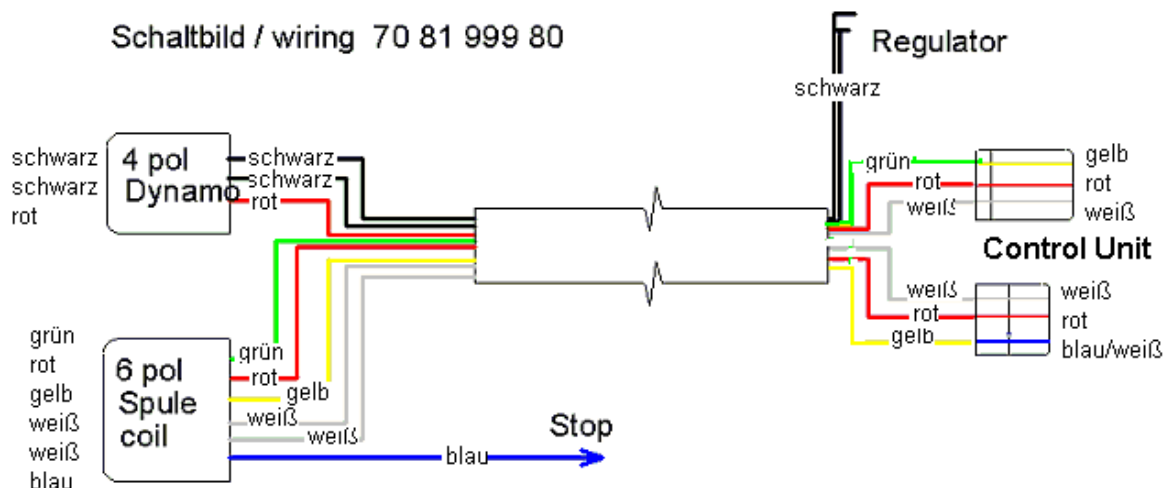 Schaltbild / wiring 70 81 999 80
Regulator
schwarz
schwarz
schwarz
rot
4 pol
Dynamo
schwarz
schwarz
rot
grün
rot
weiß
gelb
rot
weiß
Control Unit
weiß
rot
gelb
weiß
rot
blau/weiß
grün
rot
gelb
weiß
weiß
blau
6 pol
Spule
coil
grün
rot
gelb
weiß
weiß
blau
Stop